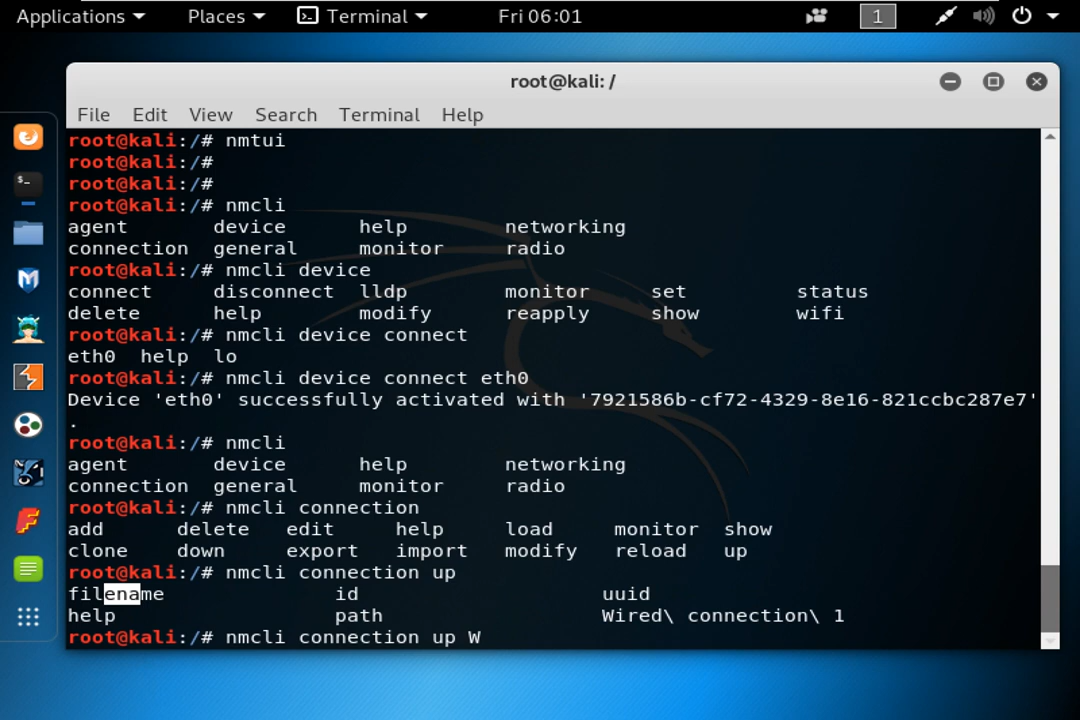 Applications Places Terminal Fri 06:01 1
root@kali: /
File Edit View Search Terminal Help
root@kali:/# nmtui
root@kali:/#
root@kali:/#
root@kali:/# nmcli
agent device help networking
connection general monitor radio
root@kali:/# nmcli device
connect disconnect lldp monitor set status
delete help modify reapply show wifi
root@kali:/# nmcli device connect
eth0 help lo
root@kali:/# nmcli device connect eth0
Device 'eth0' successfully activated with '7921586b-cf72-4329-8e16-821ccbc287e7'
.
root@kali:/# nmcli
agent device help networking
connection general monitor radio
root@kali:/# nmcli connection
add delete edit help load monitor show
clone down export import modify reload up
root@kali:/# nmcli connection up
filename id uuid
help path Wired\ connection\ 1
root@kali:/# nmcli connection up W